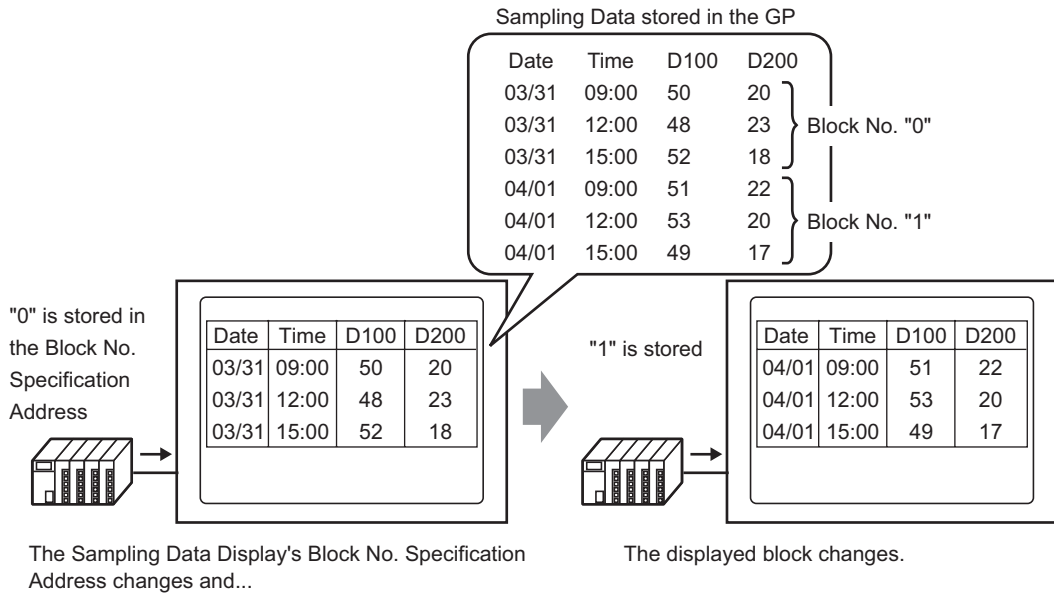 Sampling Data stored in the GP
Date Time D100 D200
03/31 09:00 50 20
03/31 12:00 48 23
03/31 15:00 52 18
Block No. "0"
04/01 09:00 51 22
04/01 12:00 53 20
04/01 15:00 49 17
Block No. "1"
"0" is stored in
the Block No.
Specification
Address
Date Time D100 D200
03/31 09:00 50 20
03/31 12:00 48 23
03/31 15:00 52 18
"1" is stored
Date Time D100 D200
04/01 09:00 51 22
04/01 12:00 53 20
04/01 15:00 49 17
The Sampling Data Display's Block No. Specification
Address changes and...
The displayed block changes.